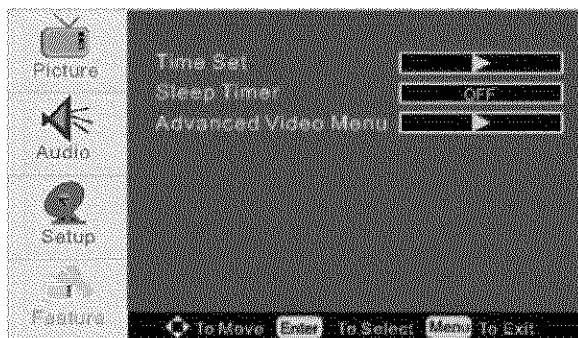 Picture
Audio
Setup
Feature
Time Set
Sleep Timer OFF
Advanced Video Menu
To Move Enter To Select Menu To Exit